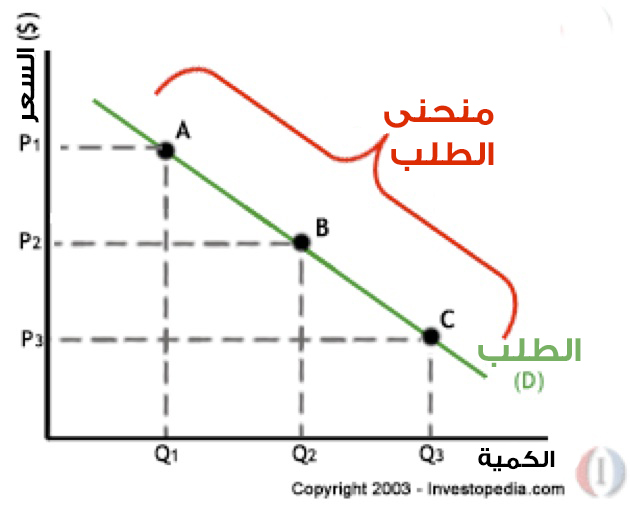 السعر ($)
منحنى
الطلب
P1
A
P2
B
P3
C
الطلب
(D)
Q1
Q2
Q3
الكمية
Copyright 2003 - Investopedia.com